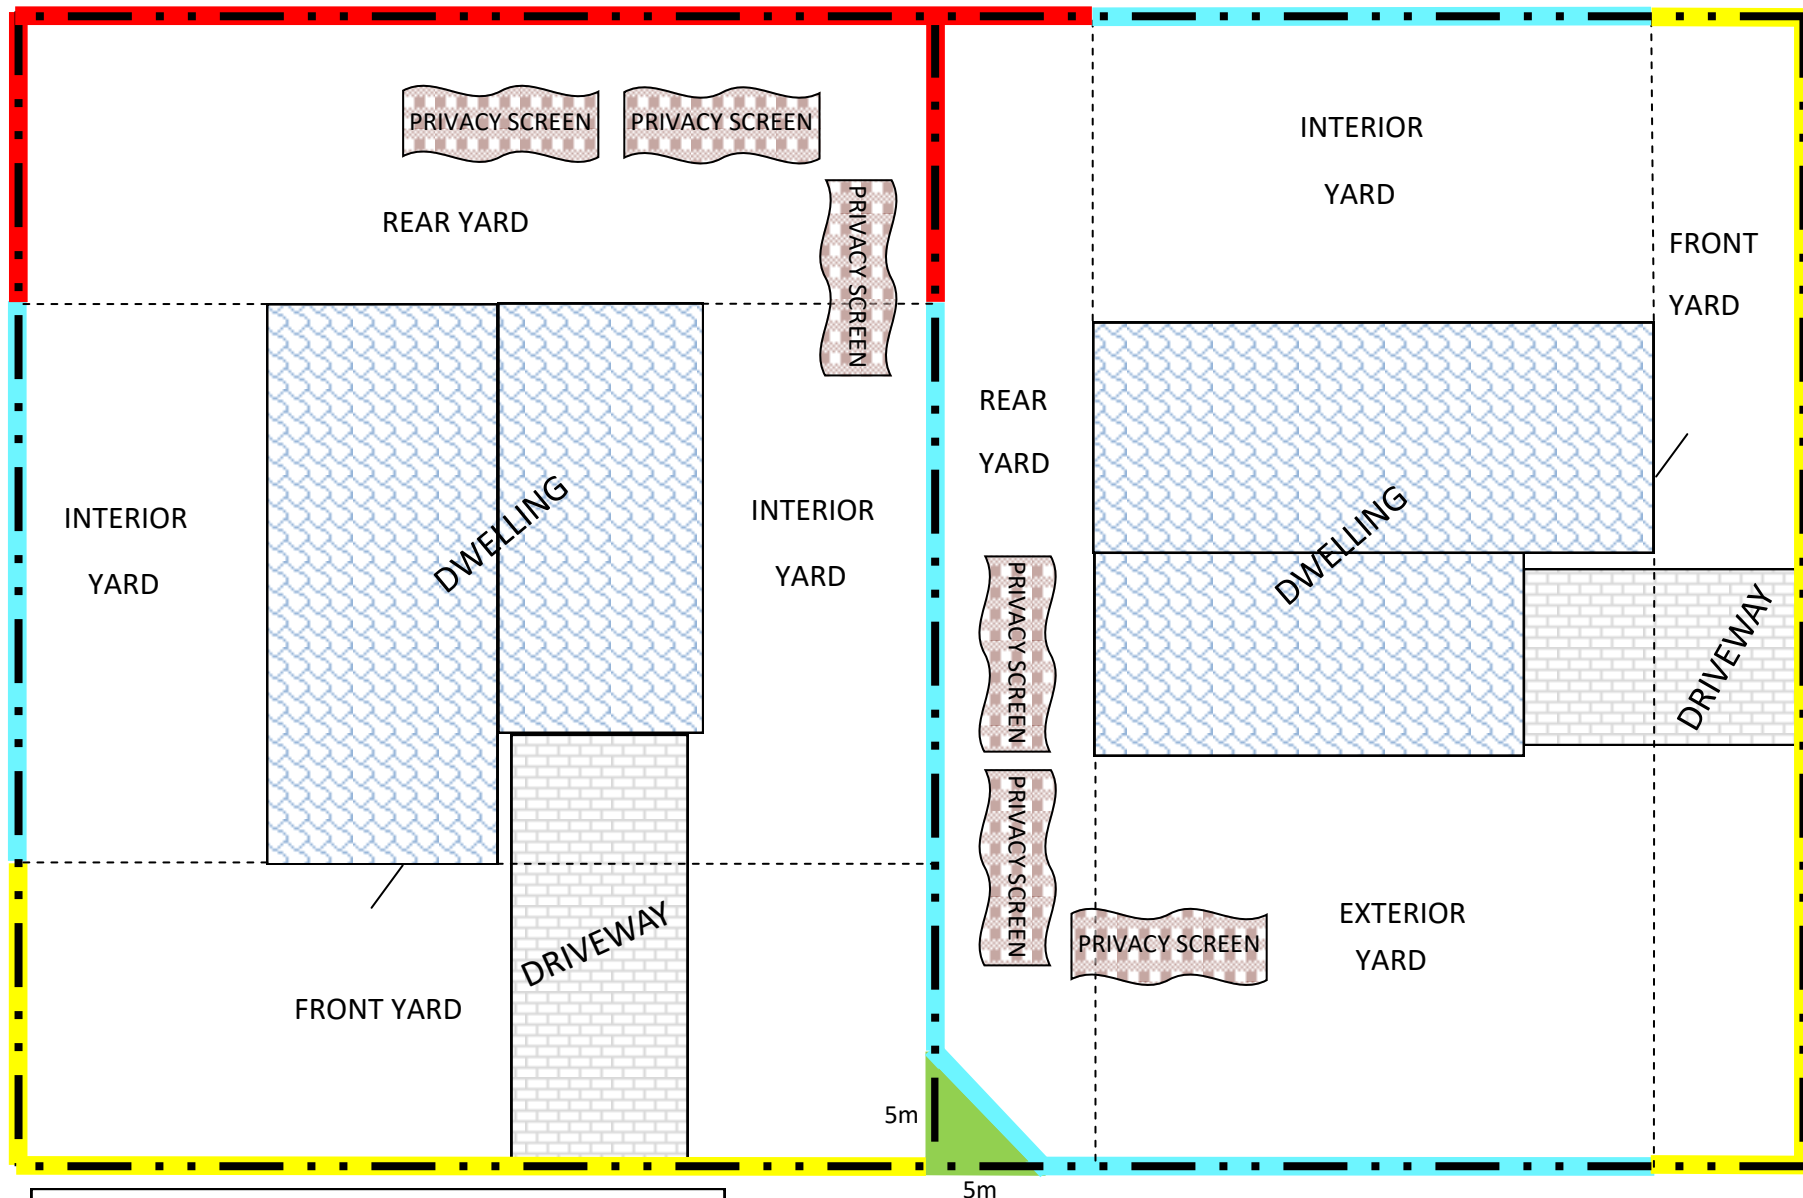 PRIVACY SCREEN
PRIVACY SCREEN
PRIVACY SCREEN
REAR YARD
INTERIOR
YARD
DWELLING
INTERIOR
YARD
DRIVEWAY
FRONT YARD
INTERIOR
YARD
FRONT
YARD
REAR
YARD
DWELLING
DRIVEWAY
PRIVACY SCREEN
PRIVACY SCREEN
PRIVACY SCREEN
EXTERIOR
YARD
5m
5m